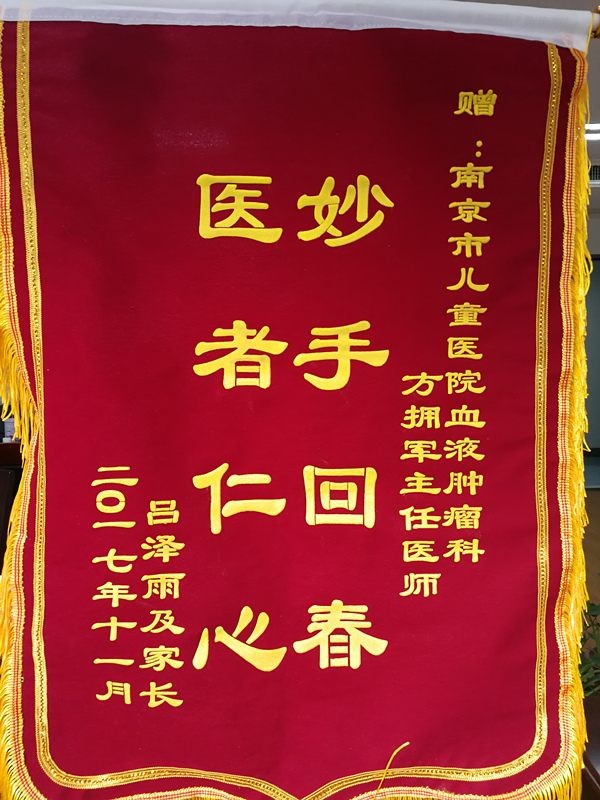 赠：南京市儿童医院血液肿瘤科
方拥军主任医师
妙手回春
医者仁心
吕泽雨及家长
二〇一七年十一月